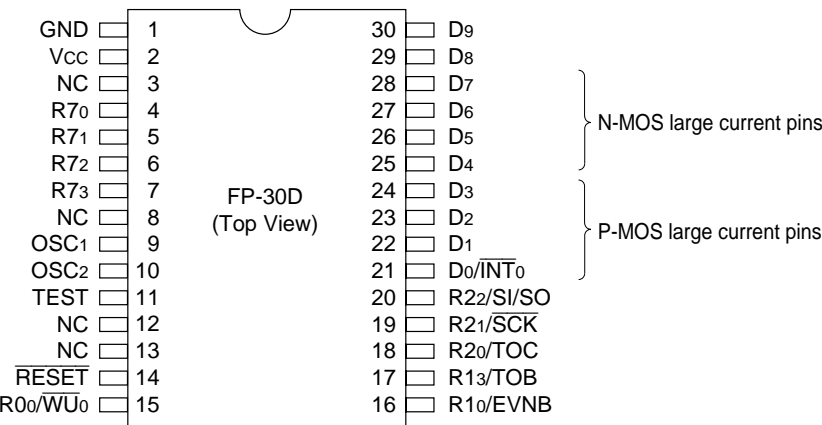 GND 1 30 D9
VCC 2 29 D8
NC 3 28 D7
R70 4 27 D6
R71 5 26 D5
R72 6 25 D4
R73 7 24 D3
NC 8 23 D2
OSC1 9 22 D1
OSC2 10 21 D0/I̅N̅T̅0
TEST 11 20 R22/SI/SO
NC 12 19 R21/S̅C̅K̅
NC 13 18 R20/TOC
R̅E̅S̅E̅T̅ 14 17 R13/TOB
R00/W̅U̅0 15 16 R10/EVNB
FP-30D
(Top View)
N-MOS large current pins
P-MOS large current pins